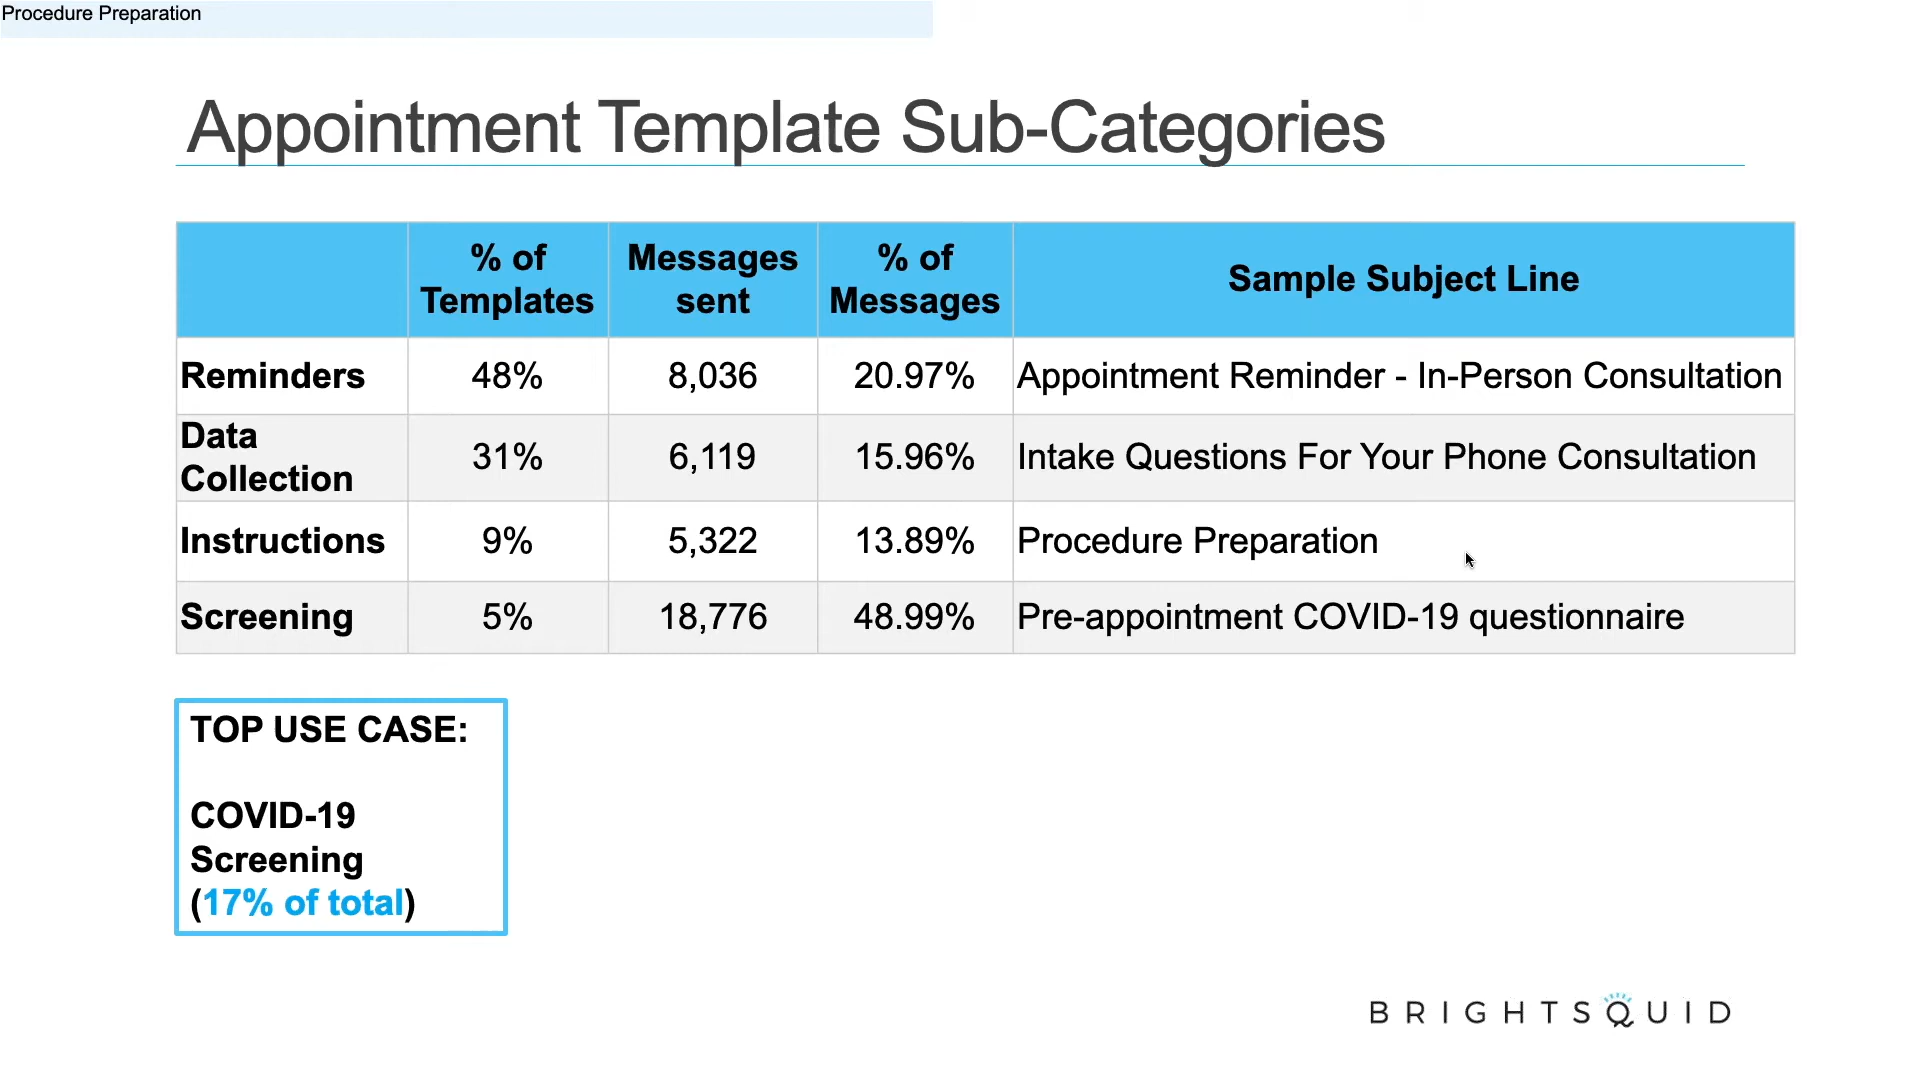 Procedure Preparation
Appointment Template Sub-Categories
% of Templates
Messages sent
% of Messages
Sample Subject Line
Reminders 48% 8,036 20.97% Appointment Reminder - In-Person Consultation
Data Collection 31% 6,119 15.96% Intake Questions For Your Phone Consultation
Instructions 9% 5,322 13.89% Procedure Preparation
Screening 5% 18,776 48.99% Pre-appointment COVID-19 questionnaire
TOP USE CASE:
COVID-19
Screening
(17% of total)
BRIGHTSQUID